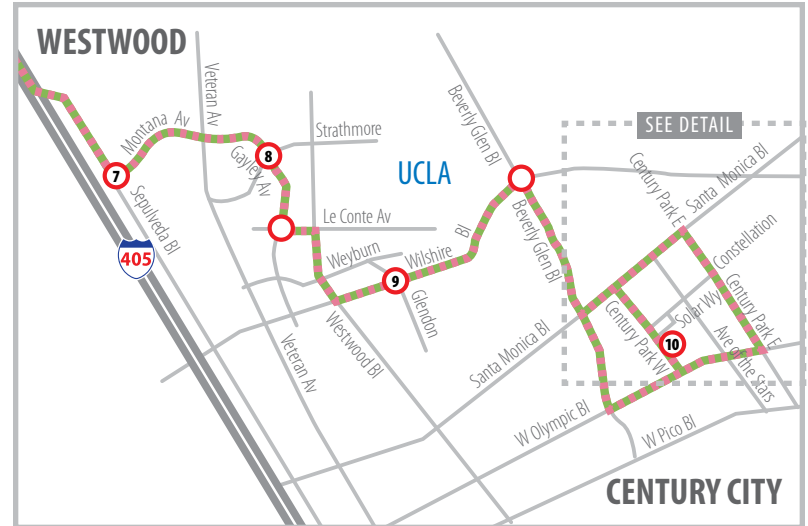 WESTWOOD
SEE DETAIL
Veteran Av
Montana Av
Beverly Glen Bl
Strathmore
8
Gayley Av
7
UCLA
Century Park E
Santa Monica Bl
Sepulveda Bl
Le Conte Av
Beverly Glen Bl
405
Weyburn
Wilshire Bl
Constellation
9
Glendon
Solar Wy
Century Park E
Westwood Bl
Veteran Av
Santa Monica Bl
Century Park W
10
Ave of the Stars
W Olympic Bl
W Pico Bl
CENTURY CITY